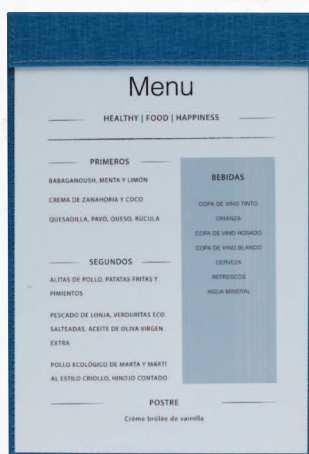 Menu
HEALTHY | FOOD | HAPPINESS
PRIMEROS
BABAGANOUSH, MENTA Y LIMÓN
CREMA DE ZANAHORIA Y COCO
QUESADILLA, PAVO, QUESO, RÚCULA
SEGUNDOS
ALITAS DE POLLO, PATATAS FRITAS Y
PIMIENTOS
PESCADO DE LONJA, VERDURITAS ECO
SALTEADAS, ACEITE DE OLIVA VIRGEN
EXTRA
POLLO ECOLÓGICO DE MARTA Y MARTÍ
AL ESTILO CRIOLLO, HINOJO CONTADO
BEBIDAS
COPA DE VINO TINTO
CRIANZA
COPA DE VINO ROSADO
COPA DE VINO BLANCO
CERVEZA
REFRESCOS
AGUA MINERAL
POSTRE
Crème brûlée de vainilla